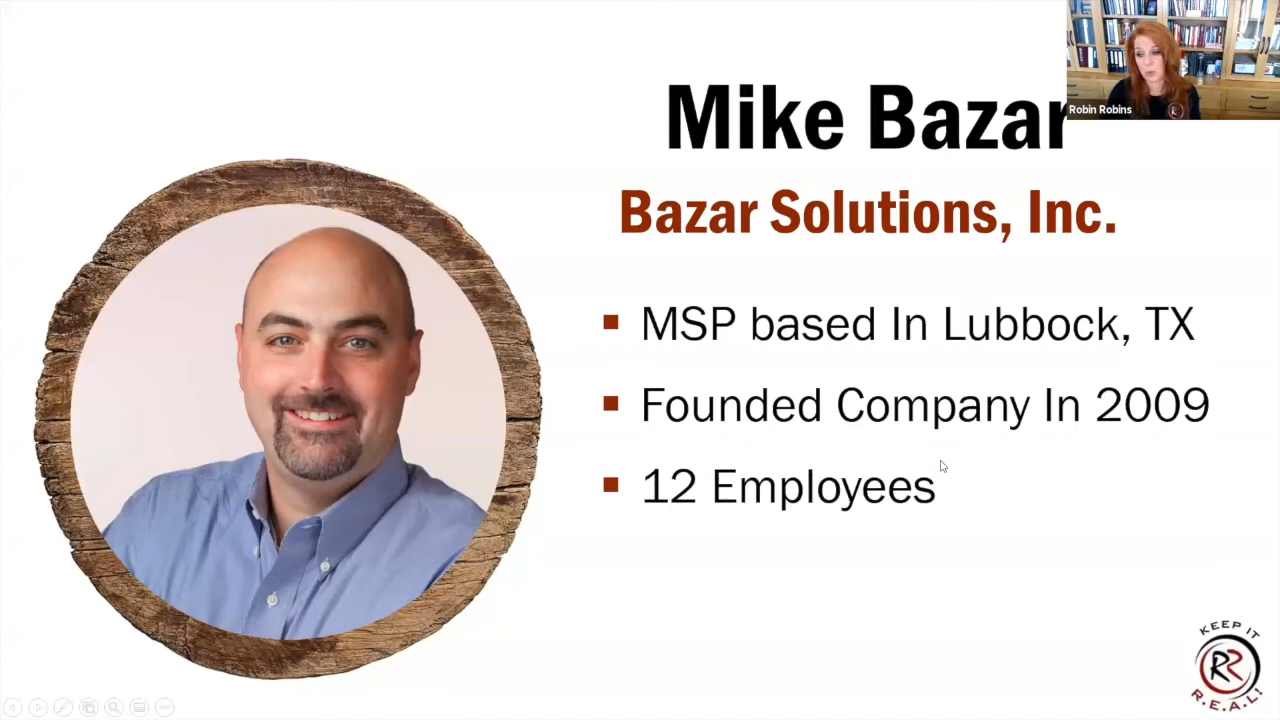 Mike Bazar
Robin Robins
Bazar Solutions, Inc.
MSP based In Lubbock, TX
Founded Company In 2009
12 Employees
KEEP IT
RR
R.E.A.L!